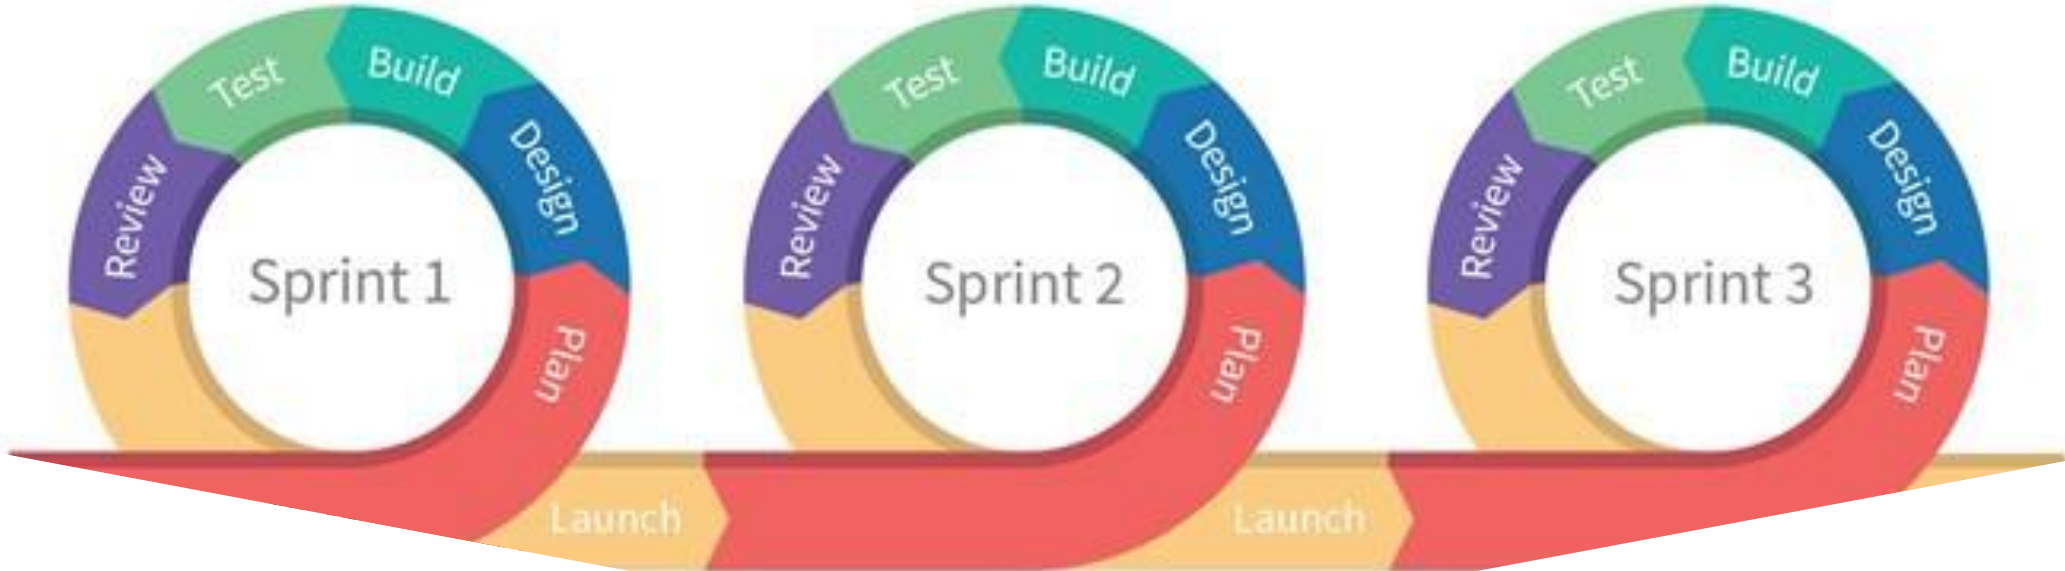 Sprint 1
Plan
Design
Build
Test
Review
Launch
Sprint 2
Plan
Design
Build
Test
Review
Launch
Sprint 3
Plan
Design
Build
Test
Review